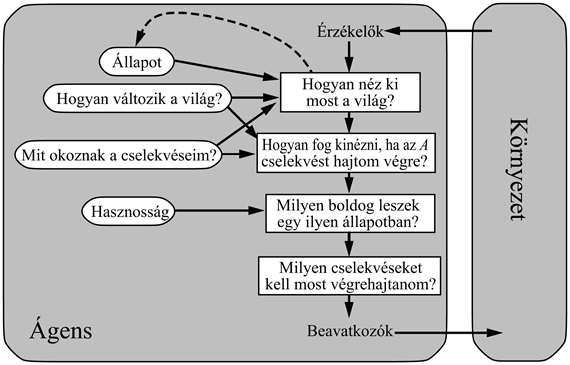 Érzékelők
Állapot
Hogyan néz ki
most a világ?
Hogyan változik a világ?
Hogyan fog kinézni, ha az A
cselekvést hajtom végre?
Mit okoznak a cselekvéseim?
Milyen boldog leszek
egy ilyen állapotban?
Hasznosság
Milyen cselekvéseket
kell most végrehajtanom?
Ágens
Beavatkozók
Környezet